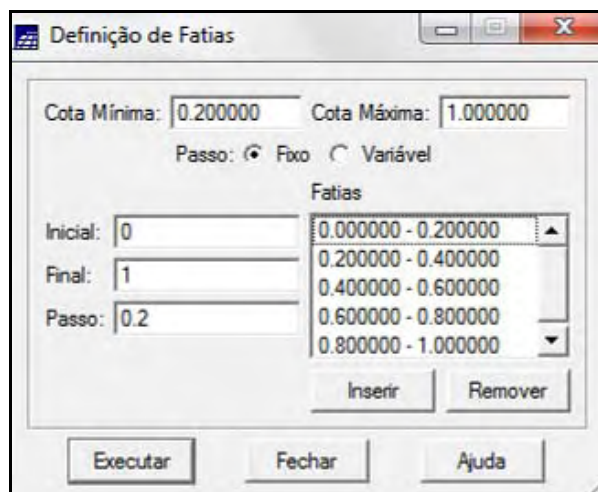 Definição de Fatias
Cota Mínima: 0.200000 Cota Máxima: 1.000000
Passo: Fixo Variável
Fatias
Inicial: 0
Final: 1
Passo: 0.2
0.000000 - 0.200000
0.200000 - 0.400000
0.400000 - 0.600000
0.600000 - 0.800000
0.800000 - 1.000000
Inserir Remover
Executar Fechar Ajuda